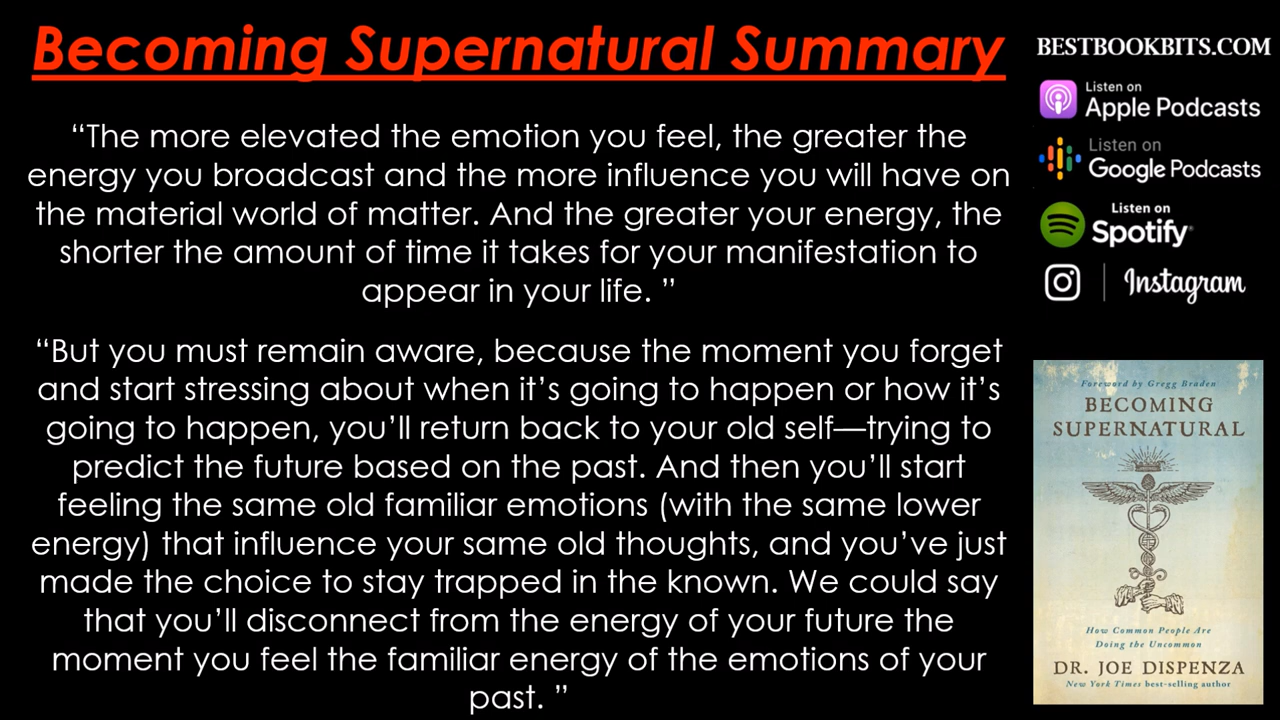 Becoming Supernatural Summary
“The more elevated the emotion you feel, the greater the
energy you broadcast and the more influence you will have on
the material world of matter. And the greater your energy, the
shorter the amount of time it takes for your manifestation to
appear in your life. ”
“But you must remain aware, because the moment you forget
and start stressing about when it’s going to happen or how it’s
going to happen, you’ll return back to your old self—trying to
predict the future based on the past. And then you’ll start
feeling the same old familiar emotions (with the same lower
energy) that influence your same old thoughts, and you’ve just
made the choice to stay trapped in the known. We could say
that you’ll disconnect from the energy of your future the
moment you feel the familiar energy of the emotions of your
past. ”
BESTBOOKBITS.COM
Listen on
Apple Podcasts
Listen on
Google Podcasts
Listen on
Spotify
Instagram
Foreword by Gregg Braden
BECOMING
SUPERNATURAL
How Common People Are
Doing the Uncommon
DR. JOE DISPENZA
New York Times best-selling author